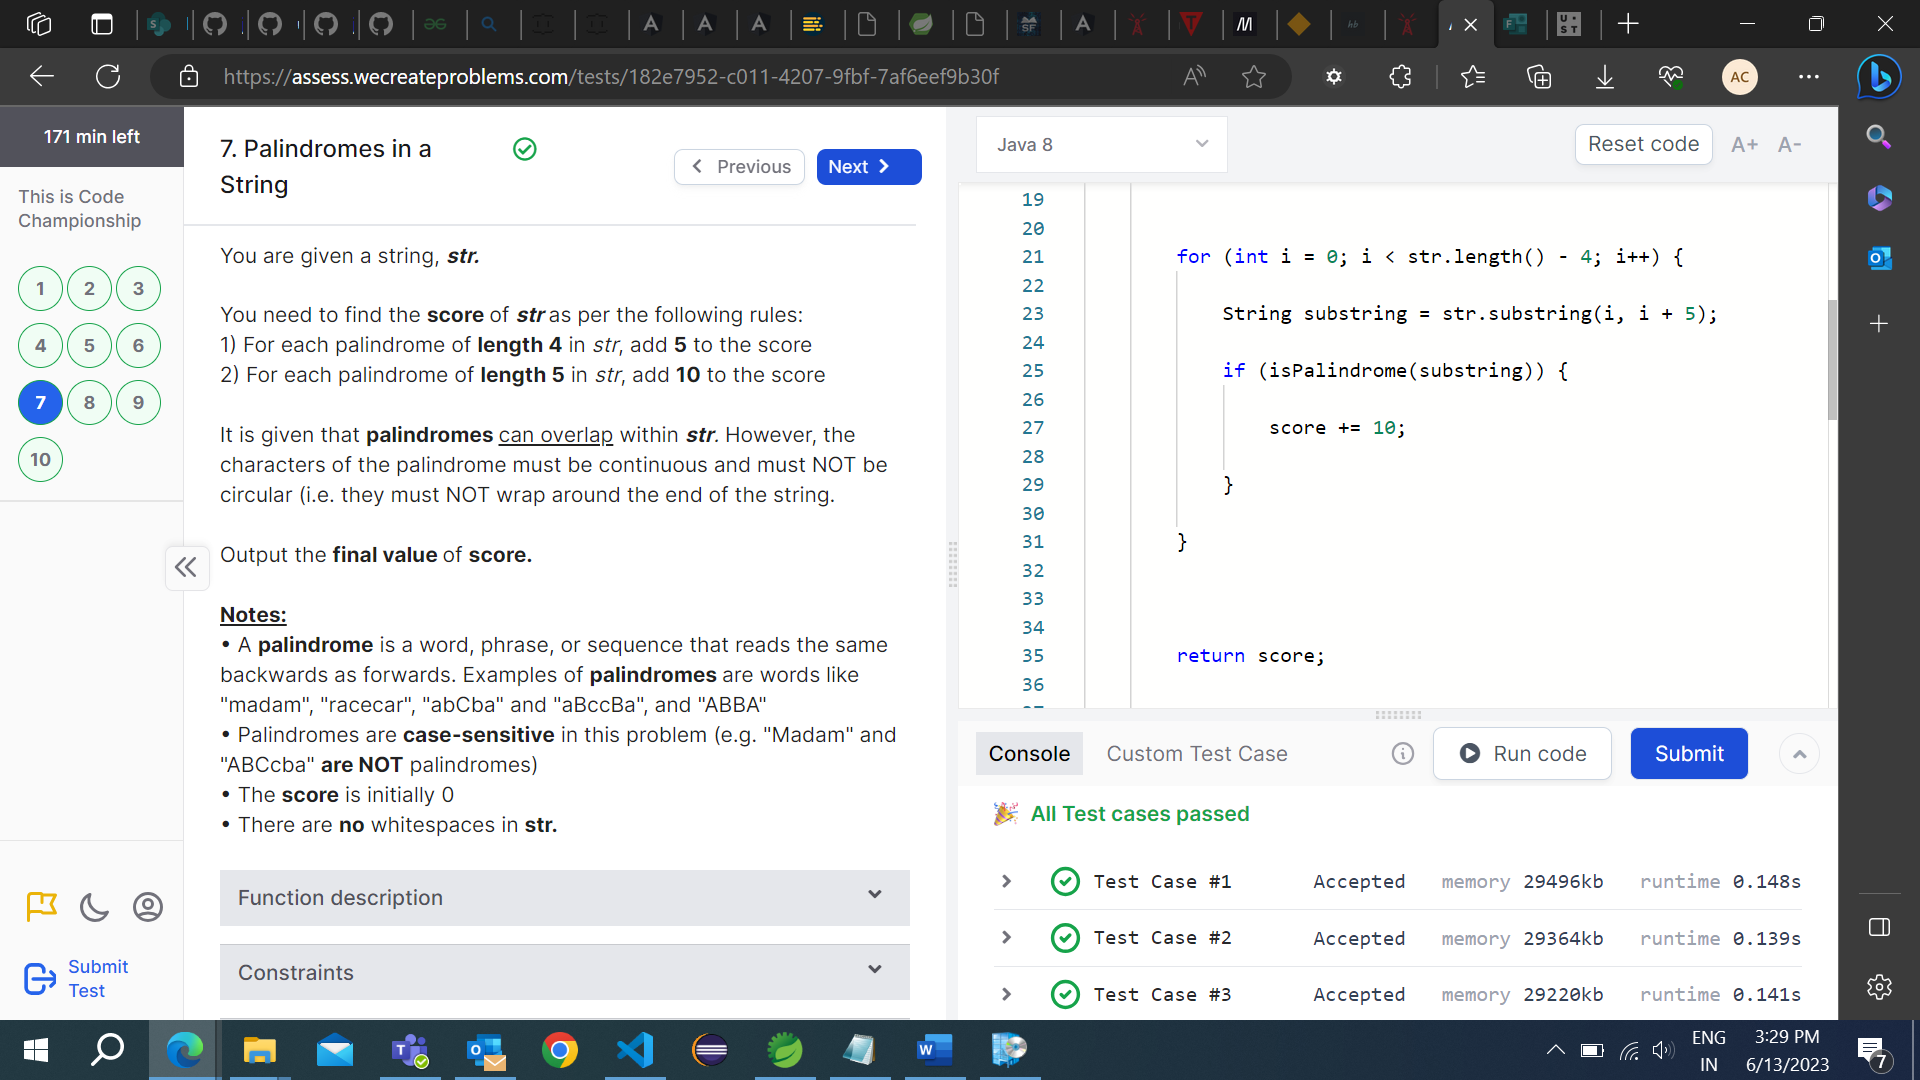 https://assess.wecreateproblems.com/tests/182e7952-c011-4207-9fbf-7af6eef9b30f
AC
171 min left
This is Code
Championship
1 2 3
4 5 6
7 8 9
10
Submit
Test
7. Palindromes in a
String
Previous
Next
You are given a string, str.
You need to find the score of str as per the following rules:
1) For each palindrome of length 4 in str, add 5 to the score
2) For each palindrome of length 5 in str, add 10 to the score
It is given that palindromes can overlap within str. However, the
characters of the palindrome must be continuous and must NOT be
circular (i.e. they must NOT wrap around the end of the string.
Output the final value of score.
Notes:
• A palindrome is a word, phrase, or sequence that reads the same
backwards as forwards. Examples of palindromes are words like
"madam", "racecar", "abCba" and "aBccBa", and "ABBA"
• Palindromes are case-sensitive in this problem (e.g. "Madam" and
"ABCcba" are NOT palindromes)
• The score is initially 0
• There are no whitespaces in str.
Function description
Constraints
Java 8
Reset code
A+ A-
19
20
21 for (int i = 0; i < str.length() - 4; i++) {
22
23 String substring = str.substring(i, i + 5);
24
25 if (isPalindrome(substring)) {
26
27 score += 10;
28
29 }
30
31 }
32
33
34
35 return score;
36
Console
Custom Test Case
Run code
Submit
All Test cases passed
Test Case #1 Accepted memory 29496kb runtime 0.148s
Test Case #2 Accepted memory 29364kb runtime 0.139s
Test Case #3 Accepted memory 29220kb runtime 0.141s
ENG
IN
3:29 PM
6/13/2023
7